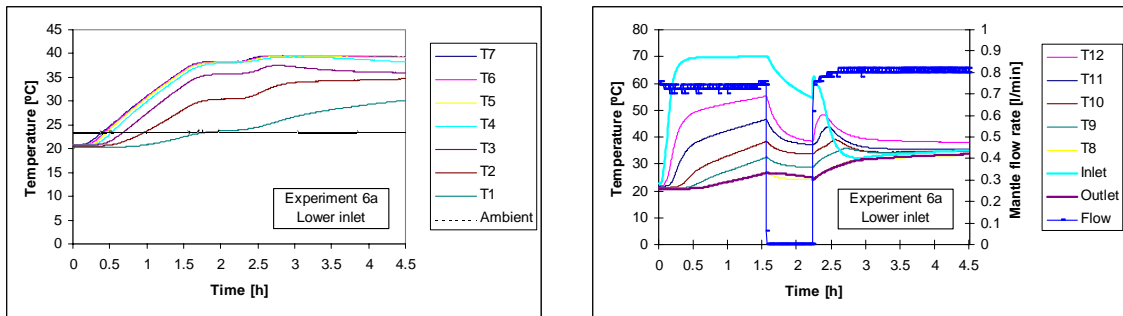 Temperature [ºC]
45
40
35
30
25
20
15
10
5
0
0 0.5 1 1.5 2 2.5 3 3.5 4 4.5
Time [h]
Experiment 6a
Lower inlet
T7
T6
T5
T4
T3
T2
T1
Ambient
Temperature [ºC]
80
70
60
50
40
30
20
10
0
0 0.5 1 1.5 2 2.5 3 3.5 4 4.5
Time [h]
1
0.9
0.8
0.7
0.6
0.5
0.4
0.3
0.2
0.1
0
Mantle flow rate [l/min]
Experiment 6a
Lower inlet
T12
T11
T10
T9
T8
Inlet
Outlet
Flow